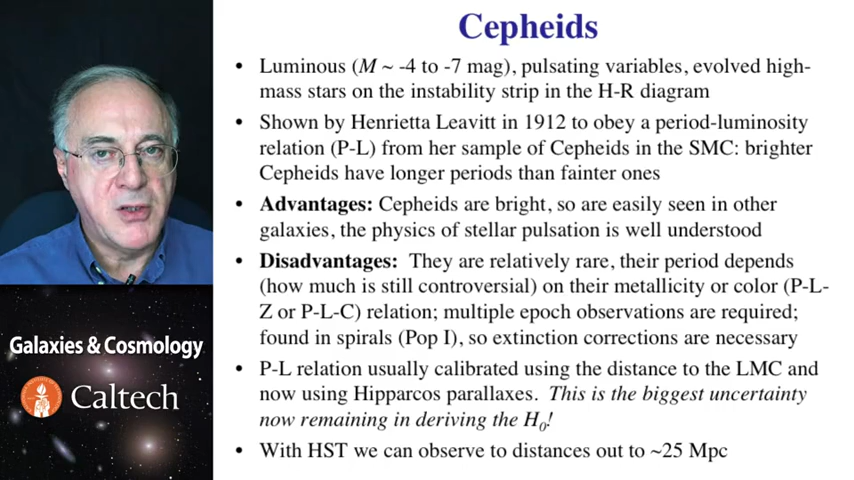 Cepheids
• Luminous (M ~ -4 to -7 mag), pulsating variables, evolved high-
mass stars on the instability strip in the H-R diagram
• Shown by Henrietta Leavitt in 1912 to obey a period-luminosity
relation (P-L) from her sample of Cepheids in the SMC: brighter
Cepheids have longer periods than fainter ones
• Advantages: Cepheids are bright, so are easily seen in other
galaxies, the physics of stellar pulsation is well understood
• Disadvantages: They are relatively rare, their period depends
(how much is still controversial) on their metallicity or color (P-L-
Z or P-L-C) relation; multiple epoch observations are required;
found in spirals (Pop I), so extinction corrections are necessary
• P-L relation usually calibrated using the distance to the LMC and
now using Hipparcos parallaxes. This is the biggest uncertainty
now remaining in deriving the H0!
• With HST we can observe to distances out to ~25 Mpc
Galaxies & Cosmology
Caltech